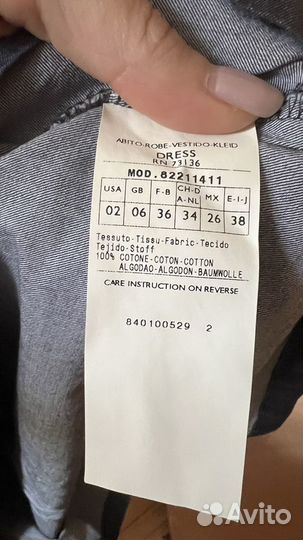 ABITO-ROBE-VESTIDO-KLEID
DRESS
RN 73136
MOD. 82211411
USA GB F-B CH-D A-NL MX E-I-J
02 06 36 34 26 38
Tessuto-Tissu-Fabric-Tecido
Tejido-Stoff
100% COTONE-COTON-COTTON
ALGODAO-ALGODON-BAUMWOLLE
CARE INSTRUCTION ON REVERSE
840100529 2
Avito